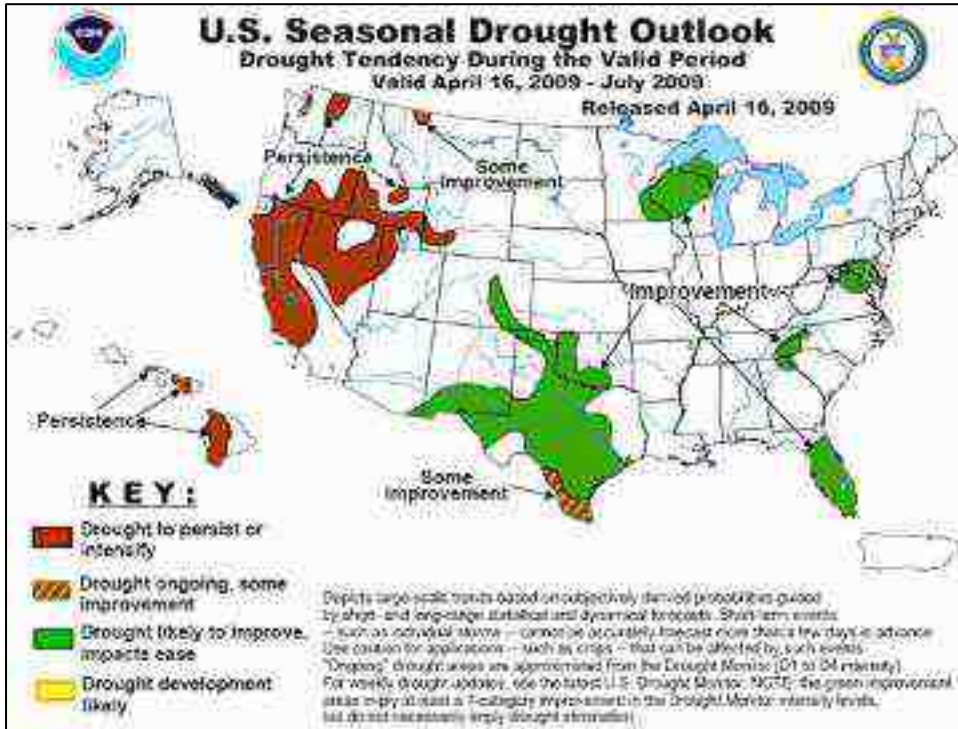 U.S. Seasonal Drought Outlook
Drought Tendency During the Valid Period
Valid April 16, 2009 - July 2009
Released April 16, 2009
Persistence
Some
Improvement
Improvement
Persistence
Some
Improvement
KEY:
Drought to persist or
intensify
Drought ongoing, some
improvement
Drought likely to improve,
impacts ease
Drought development
likely
Depicts large-scale trends based on subjectively derived probabilities guided
by short- and long-range statistical and dynamical forecasts. Short-term events
-- such as individual storms -- cannot be accurately forecast more than a few days in advance.
Use caution for applications -- such as crops -- that can be affected by such events.
"Ongoing" drought areas are approximated from the Drought Monitor (D1 to D4 intensity).
For weekly drought updates, see the latest U.S. Drought Monitor. NOTE: the green improvement
areas imply at least a 1-category improvement in the Drought Monitor intensity levels,
but do not necessarily imply drought elimination.